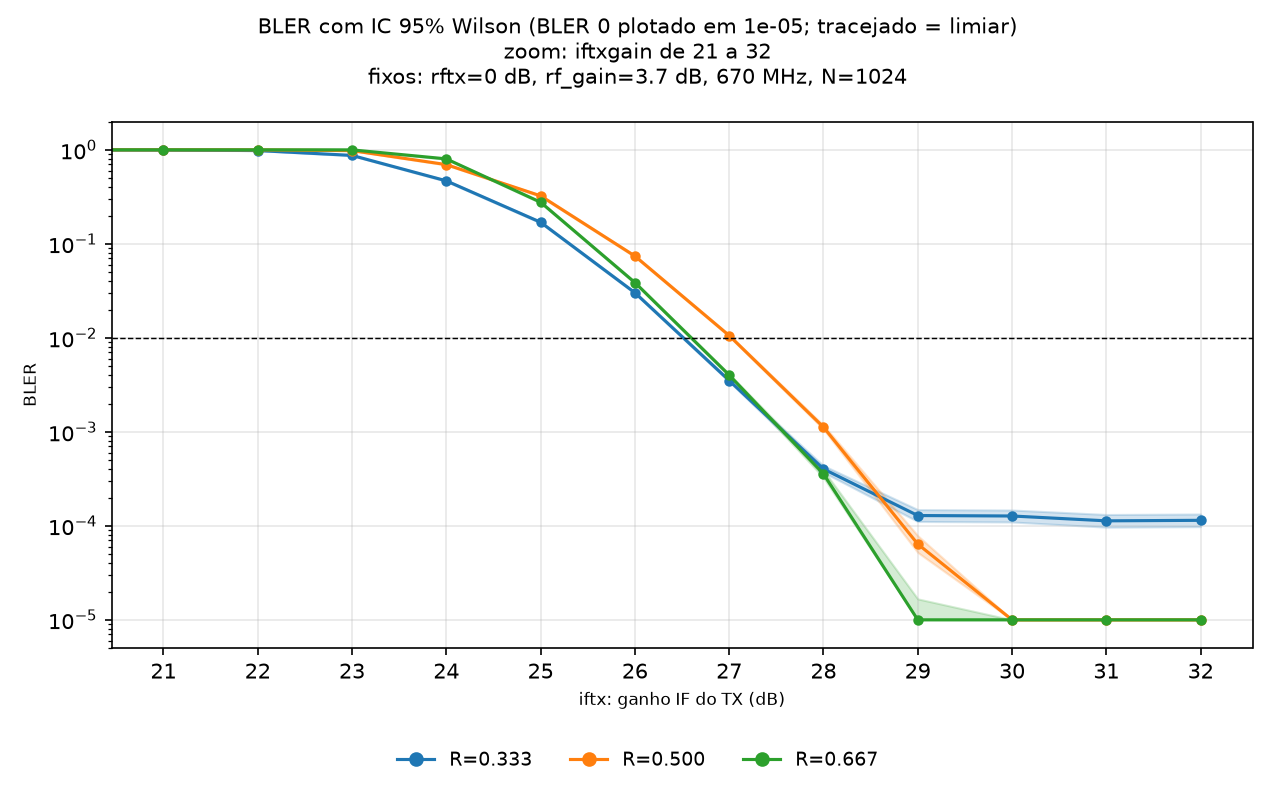 BLER com IC 95% Wilson (BLER 0 plotado em 1e-05; tracejado = limiar)
zoom: iftxgain de 21 a 32
fixos: rftx=0 dB, rf_gain=3.7 dB, 670 MHz, N=1024
10⁰
10⁻¹
10⁻²
10⁻³
10⁻⁴
10⁻⁵
BLER
21 22 23 24 25 26 27 28 29 30 31 32
iftx: ganho IF do TX (dB)
R=0.333 R=0.500 R=0.667